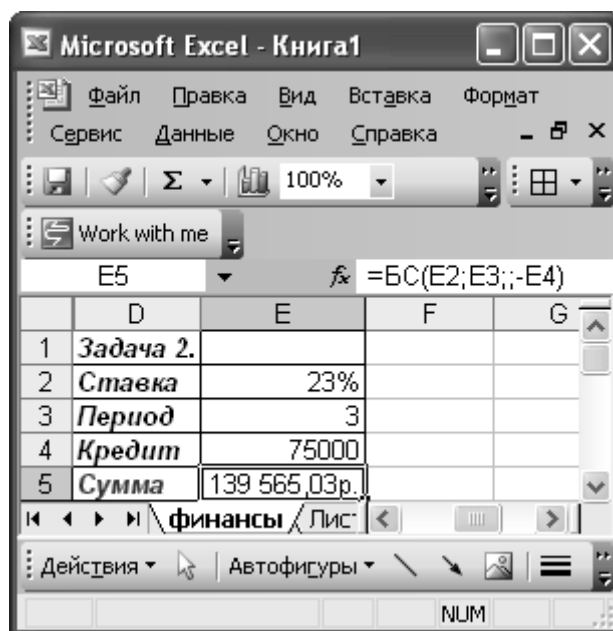 Microsoft Excel - Книга1
Файл Правка Вид Вставка Формат
Сервис Данные Окно Справка
Σ 100%
Work with me
E5 fx =БС(E2;E3;;-E4)
D E F G
1 Задача 2.
2 Ставка 23%
3 Период 3
4 Кредит 75000
5 Сумма 139 565,03р.
финансы Лист
Действия Автофигуры
NUM